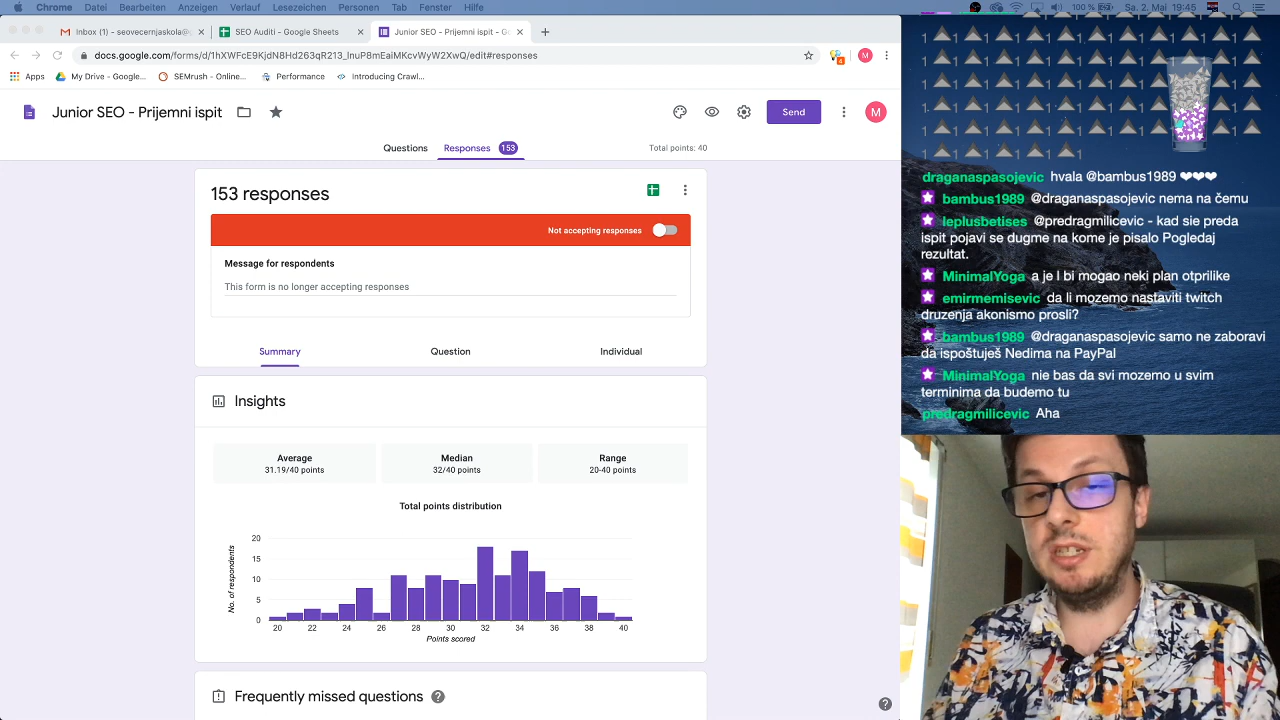 Chrome Datei Bearbeiten Anzeigen Verlauf Lesezeichen Personen Tab Fenster Hilfe
100 % Sa. 2. Mai 19:45
Inbox (1) - seovecernjaskola@
SEO Auditi - Google Sheets
Junior SEO - Prijemni ispit - Go
docs.google.com/forms/d/1hXWFcE9KjdN8Hd263qR213_lnuP8mEaiMKcvWyW2XwQ/edit#responses
Apps
My Drive - Google...
SEMrush - Online...
Performance
Introducing Crawl...
Junior SEO - Prijemni ispit
Send
M
Questions
Responses 153
Total points: 40
153 responses
Not accepting responses
Message for respondents
This form is no longer accepting responses
Summary
Question
Individual
Insights
Average
31.19/40 points
Median
32/40 points
Range
20-40 points
Total points distribution
No. of respondents
20
15
10
5
0
20 22 24 26 28 30 32 34 36 38 40
Points scored
Frequently missed questions
draganaspasojevic hvala @bambus1989 ❤❤❤
bambus1989 @draganaspasojevic nema na čemu
leplusbetises @predragmilicevic - kad sie preda
ispit pojavi se dugme na kome je pisalo Pogledaj
rezultat.
MinimalYoga a je l bi mogao neki plan otprilike
emirmemisevic da li mozemo nastaviti twitch
druzenja akonismo prosli?
bambus1989 @draganaspasojevic samo ne zaboravi
da ispoštuješ Nedima na PayPal
MinimalYoga nie bas da svi mozemo u svim
terminima da budemo tu
predragmilicevic Aha